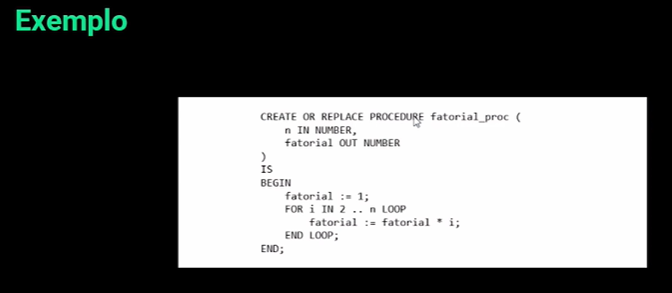 Exemplo
CREATE OR REPLACE PROCEDURE fatorial_proc (
    n IN NUMBER,
    fatorial OUT NUMBER
)
IS
BEGIN
    fatorial := 1;
    FOR i IN 2 .. n LOOP
        fatorial := fatorial * i;
    END LOOP;
END;